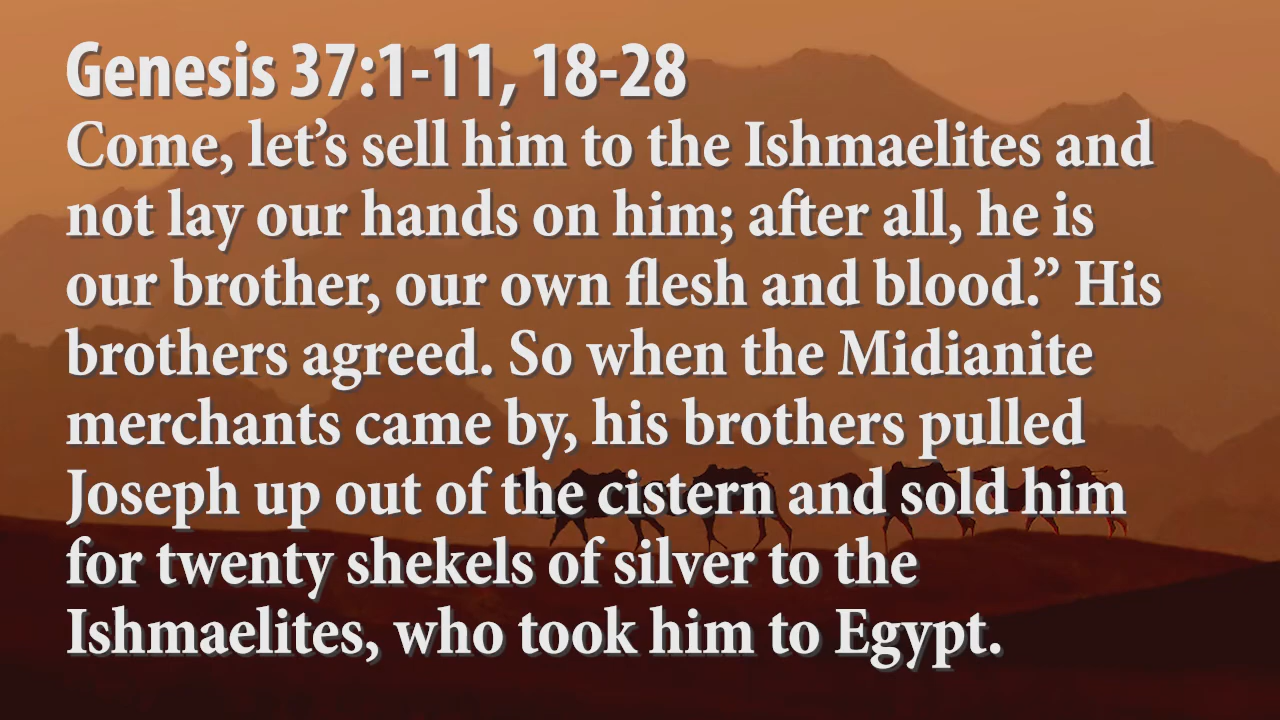 Genesis 37:1-11, 18-28
Come, let’s sell him to the Ishmaelites and
not lay our hands on him; after all, he is
our brother, our own flesh and blood.” His
brothers agreed. So when the Midianite
merchants came by, his brothers pulled
Joseph up out of the cistern and sold him
for twenty shekels of silver to the
Ishmaelites, who took him to Egypt.